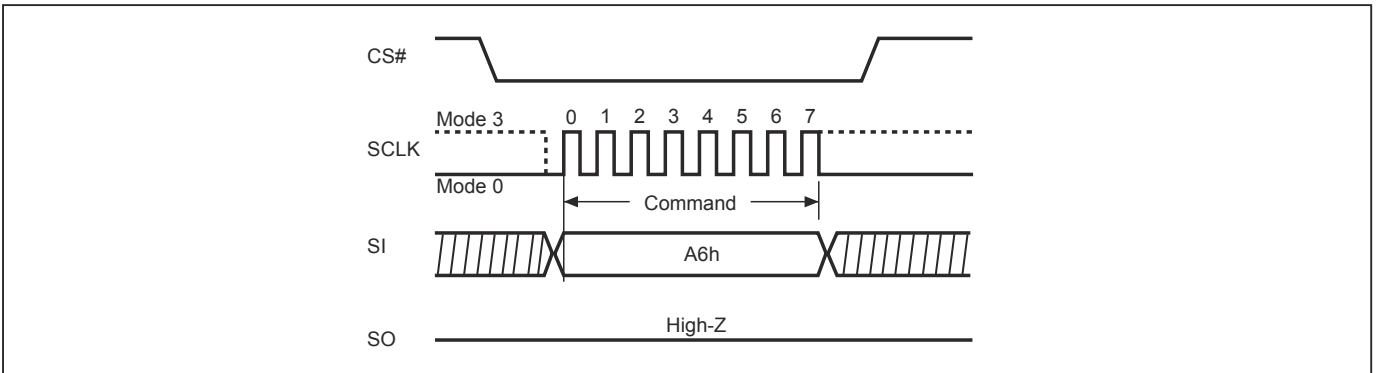 CS#
Mode 3
0 1 2 3 4 5 6 7
SCLK
Mode 0
Command
SI
A6h
High-Z
SO